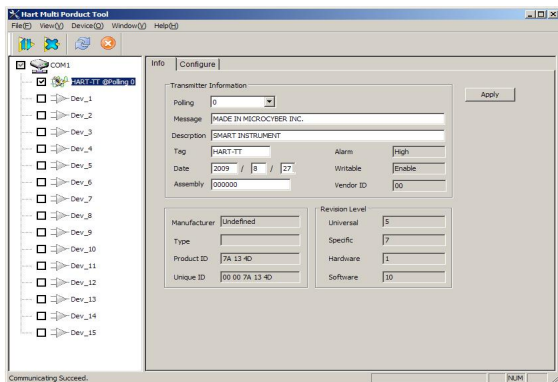 Hart Multi Porduct Tool
File(F) View(V) Device(O) Window(V) Help(H)
COM1
HART-TT @Polling 0
Dev_1
Dev_2
Dev_3
Dev_4
Dev_5
Dev_6
Dev_7
Dev_8
Dev_9
Dev_10
Dev_11
Dev_12
Dev_13
Dev_14
Dev_15
Info Configure
Transmitter Information
Polling 0
Apply
Message MADE IN MICROCYBER INC.
Descrption SMART INSTRUMENT
Tag HART-TT Alarm High
Date 2009 / 8 / 27 Writable Enable
Assembly 000000 Vendor ID 00
Manufacturer Undefined
Type
Product ID 7A 13 4D
Unique ID 00 00 7A 13 4D
Revision Level
Universal 5
Specific 7
Hardware 1
Software 10
Communicating Succeed. NUM